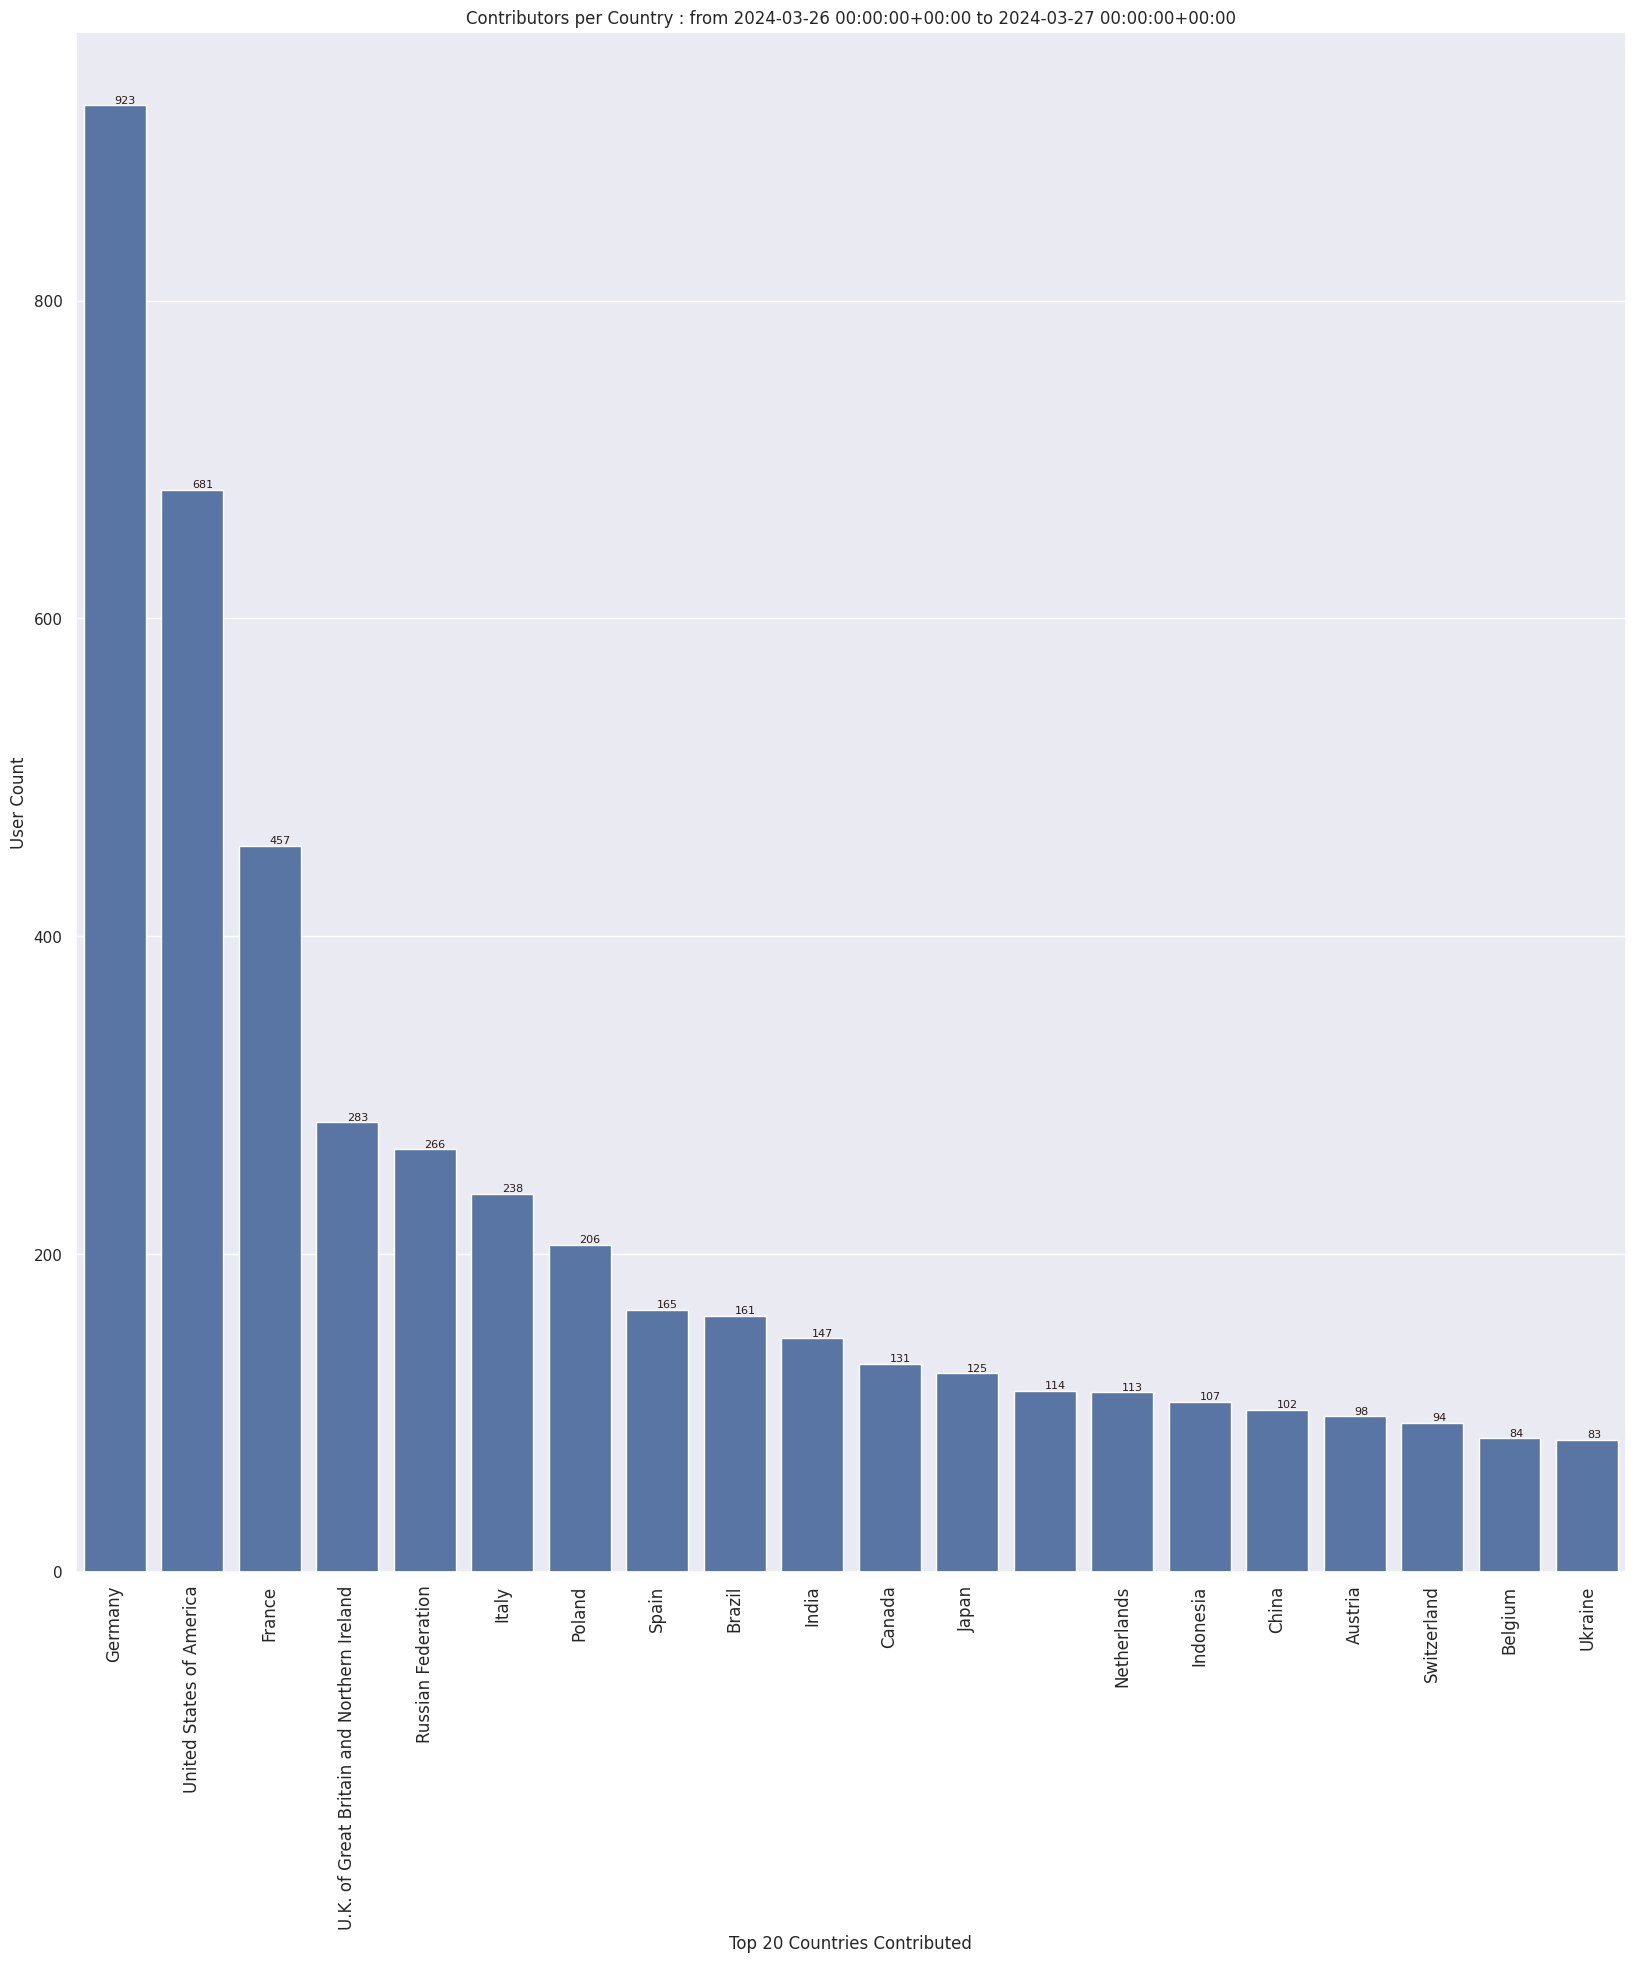 Contributors per Country : from 2024-03-26 00:00:00+00:00 to 2024-03-27 00:00:00+00:00
User Count
800
600
400
200
0
923
681
457
283
266
238
206
165
161
147
131
125
114
113
107
102
98
94
84
83
Germany
United States of America
France
U.K. of Great Britain and Northern Ireland
Russian Federation
Italy
Poland
Spain
Brazil
India
Canada
Japan
Netherlands
Indonesia
China
Austria
Switzerland
Belgium
Ukraine
Top 20 Countries Contributed